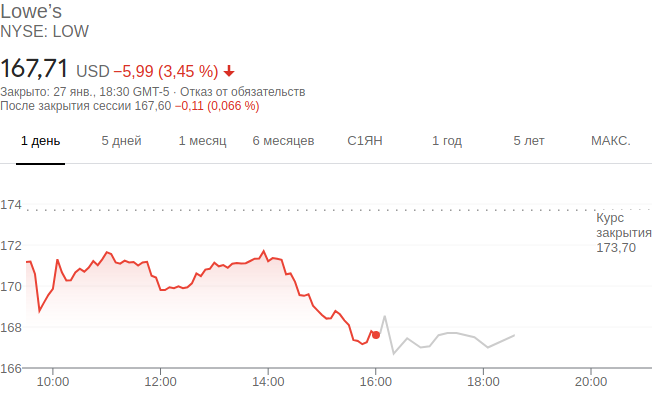 Lowe’s
NYSE: LOW
167,71 USD −5,99 (3,45 %)
Закрыто: 27 янв., 18:30 GMT-5 · Отказ от обязательств
После закрытия сессии 167,60 −0,11 (0,066 %)
1 день 5 дней 1 месяц 6 месяцев С1ЯН 1 год 5 лет МАКС.
174
Курс
закрытия
173,70
172
170
168
166
10:00 12:00 14:00 16:00 18:00 20:00